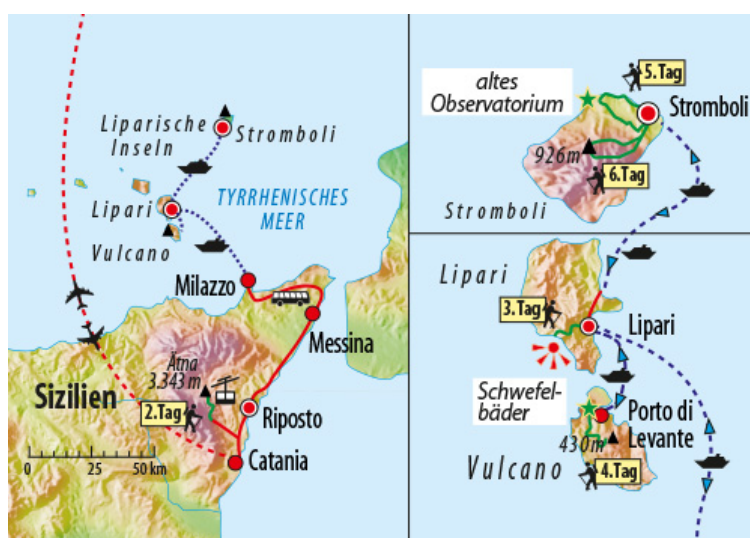 Liparische
Inseln
Stromboli
TYRRHENISCHES
MEER
Lipari
Vulcano
Milazzo
Messina
Ätna
3.343 m
Sizilien
2.Tag
Riposto
0 25 50 km
Catania
5.Tag
altes
Observatorium
Stromboli
926m
6.Tag
Stromboli
Lipari
3.Tag
Lipari
Schwefel-
bäder
Porto di
Levante
430m
Vulcano
4.Tag